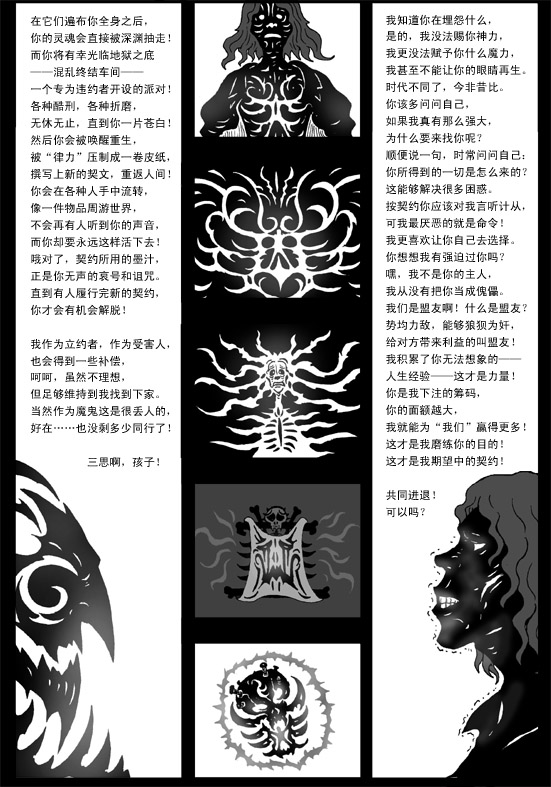 在它们遍布你全身之后，
你的灵魂会直接被深渊抽走！
而你将有幸光临地狱之底
——混乱终结车间——
一个专为违约者开设的派对！
各种酷刑，各种折磨，
无休无止，直到你一片苍白！
然后你会被唤醒重生，
被“律力”压制成一卷皮纸，
撰写上新的契文，重返人间！
你会在各种人手中流转，
像一件物品周游世界，
不会再有人听到你的声音，
而你却要永远这样活下去！
哦对了，契约所用的墨汁，
正是你无声的哀号和诅咒。
直到有人履行完新的契约，
你才会有机会解脱！
我作为立约者，作为受害人，
也会得到一些补偿，
呵呵，虽然不理想，
但足够维持到我找到下家。
当然作为魔鬼这是很丢人的，
好在……也没剩多少同行了！
三思啊，孩子！
我知道你在埋怨什么，
是的，我没法赐你神力，
我更没法赋予你什么魔力，
我甚至不能让你的眼睛再生。
时代不同了，今非昔比。
你该多问问自己，
如果我真有那么强大，
为什么要来找你呢？
顺便说一句，时常问问自己：
你所得到的一切是怎么来的？
这能够解决很多困惑。
按契约你应该对我言听计从，
可我最厌恶的就是命令！
我更喜欢让你自己去选择。
你想想我有强迫过你吗？
嘿，我不是你的主人，
我从没有把你当成傀儡。
我们是盟友啊！什么是盟友？
势均力敌，能够狼狈为奸，
给对方带来利益的叫盟友！
我积累了你无法想象的——
人生经验——这才是力量！
你是我下注的筹码，
你的面额越大，
我就能为“我们”赢得更多！
这才是我磨练你的目的！
这才是我期望中的契约！
共同进退！
可以吗？